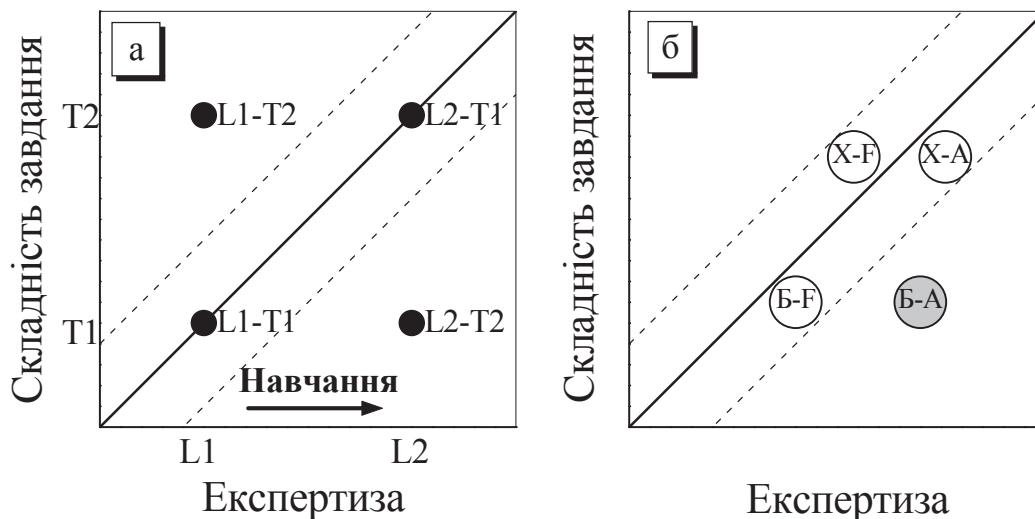 а
Складність завдання
T2
T1
L1-T2
L2-T1
L1-T1
L2-T2
Навчання
L1
L2
Експертиза
б
Складність завдання
X-F
X-A
Б-F
Б-A
Експертиза